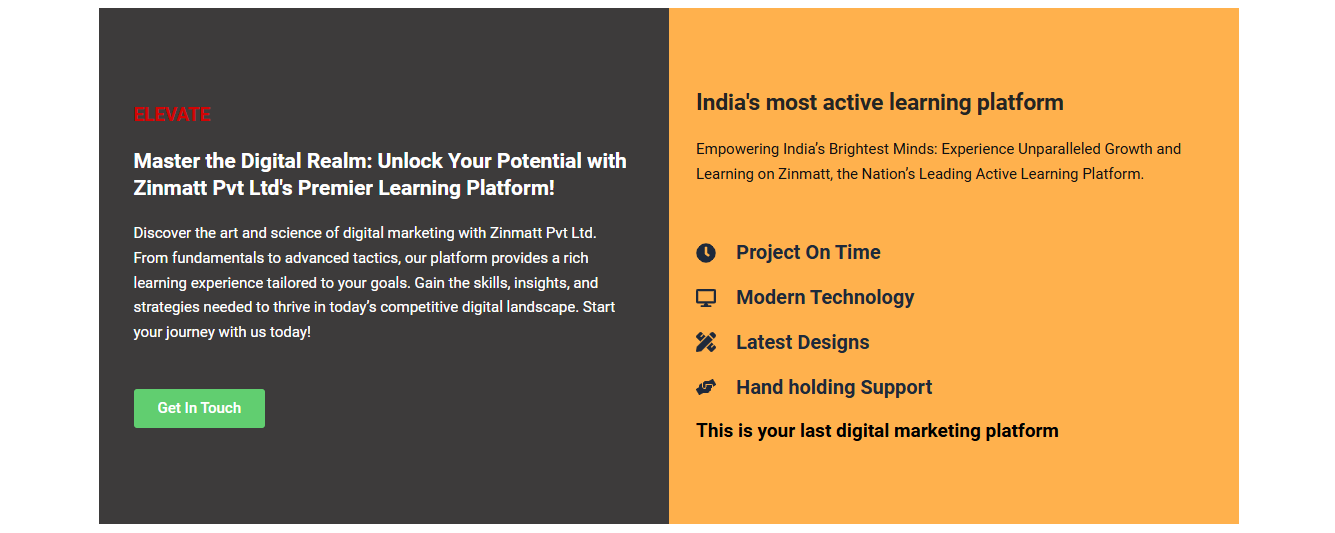 ELEVATE
Master the Digital Realm: Unlock Your Potential with
Zinmatt Pvt Ltd's Premier Learning Platform!
Discover the art and science of digital marketing with Zinmatt Pvt Ltd.
From fundamentals to advanced tactics, our platform provides a rich
learning experience tailored to your goals. Gain the skills, insights, and
strategies needed to thrive in today’s competitive digital landscape. Start
your journey with us today!
Get In Touch
India's most active learning platform
Empowering India’s Brightest Minds: Experience Unparalleled Growth and
Learning on Zinmatt, the Nation’s Leading Active Learning Platform.
Project On Time
Modern Technology
Latest Designs
Hand holding Support
This is your last digital marketing platform